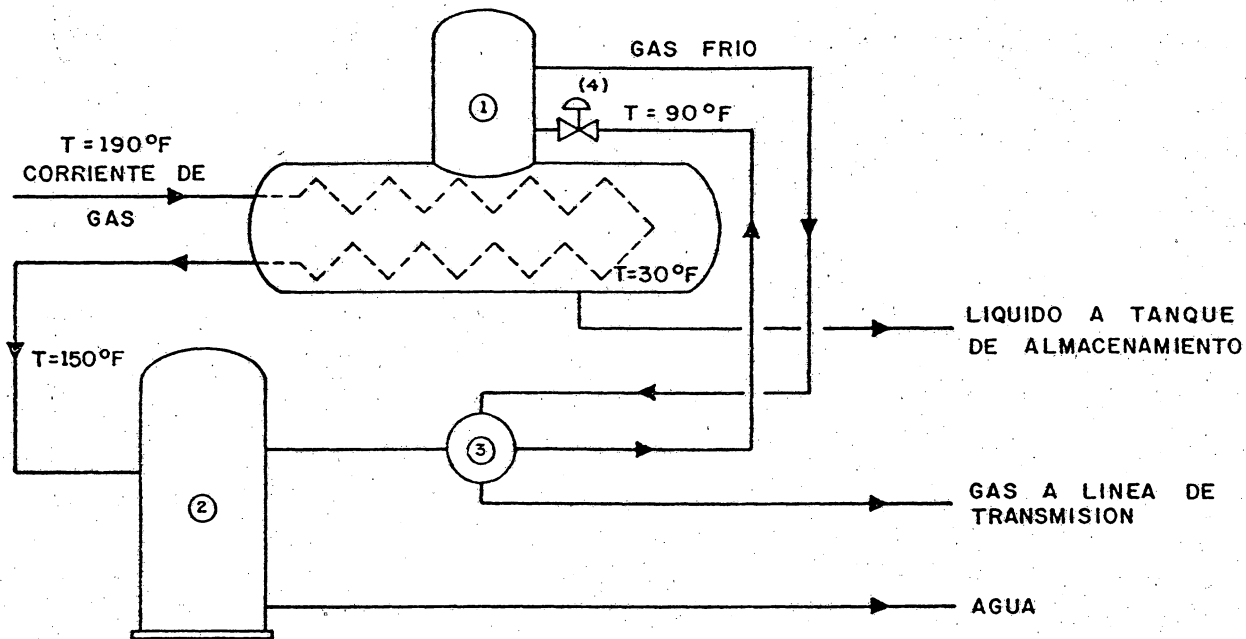 GAS FRIO
(4)
1
T = 90°F
T = 190°F
CORRIENTE DE
GAS
T=30°F
LIQUIDO A TANQUE
DE ALMACENAMIENTO
T=150°F
3
2
GAS A LINEA DE
TRANSMISION
AGUA